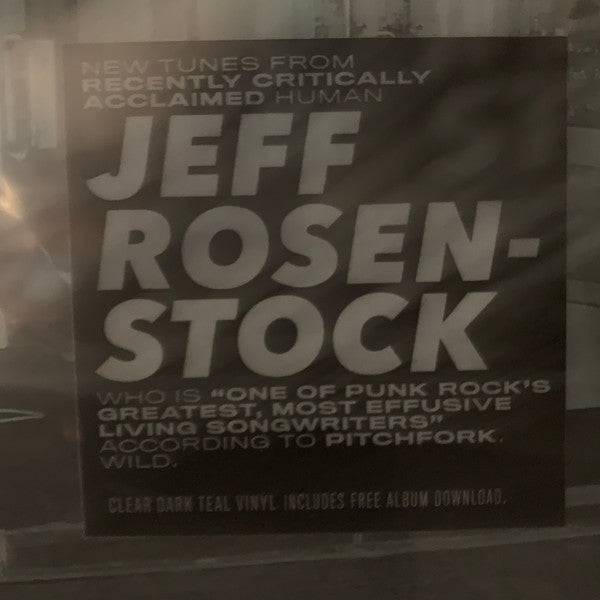 NEW TUNES FROM
RECENTLY CRITICALLY
ACCLAIMED HUMAN
JEFF
ROSEN-
STOCK
WHO IS “ONE OF PUNK ROCK’S
GREATEST, MOST EFFUSIVE
LIVING SONGWRITERS”
ACCORDING TO PITCHFORK.
WILD.
CLEAR DARK TEAL VINYL INCLUDES FREE ALBUM DOWNLOAD.